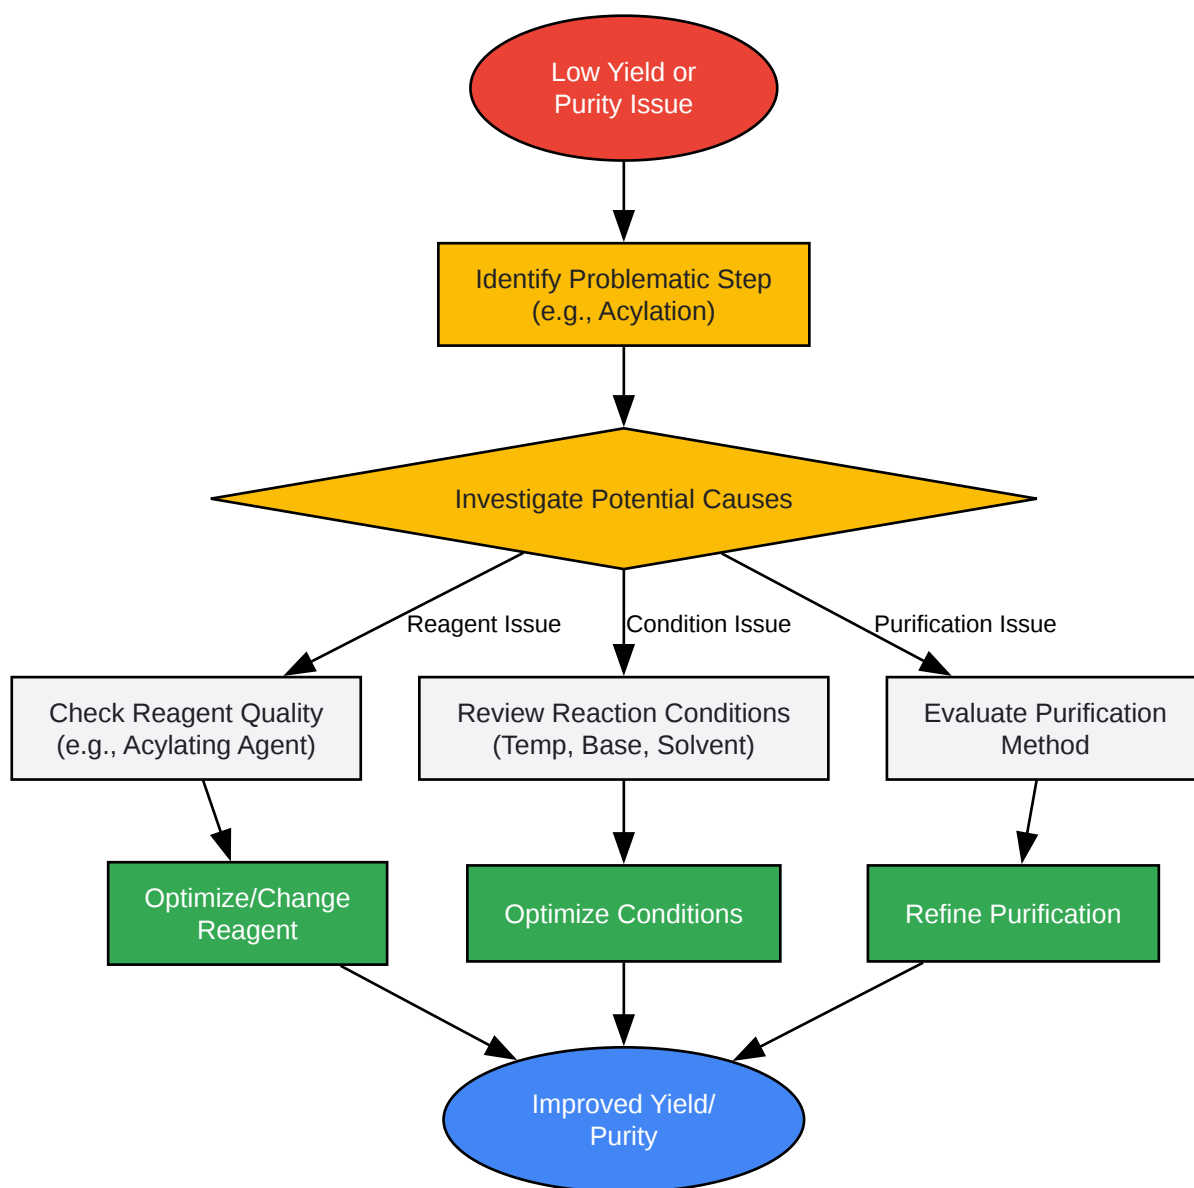 Low Yield or
Purity Issue
Identify Problematic Step
(e.g., Acylation)
Investigate Potential Causes
Reagent Issue
Condition Issue
Purification Issue
Check Reagent Quality
(e.g., Acylating Agent)
Review Reaction Conditions
(Temp, Base, Solvent)
Evaluate Purification
Method
Optimize/Change
Reagent
Optimize Conditions
Refine Purification
Improved Yield/
Purity